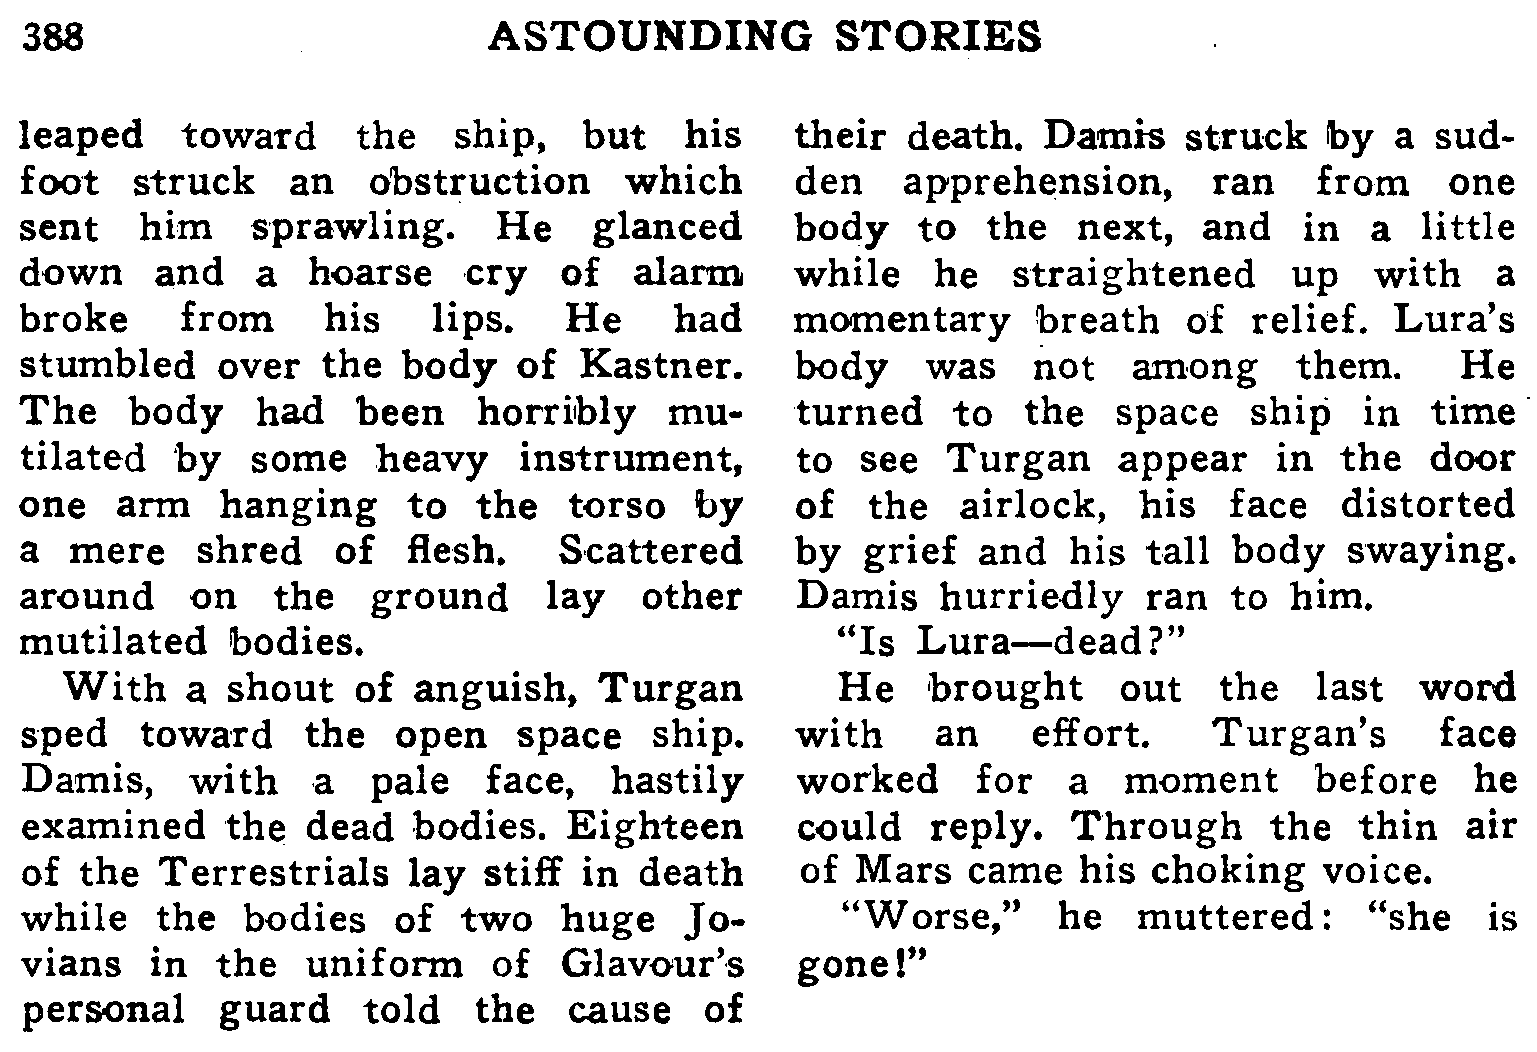 388 ASTOUNDING STORIES
leaped toward the ship, but his
foot struck an obstruction which
sent him sprawling. He glanced
down and a hoarse cry of alarm
broke from his lips. He had
stumbled over the body of Kastner.
The body had been horribly mu-
tilated by some heavy instrument,
one arm hanging to the torso by
a mere shred of flesh. Scattered
around on the ground lay other
mutilated bodies.
With a shout of anguish, Turgan
sped toward the open space ship.
Damis, with a pale face, hastily
examined the dead bodies. Eighteen
of the Terrestrials lay stiff in death
while the bodies of two huge Jo-
vians in the uniform of Glavour's
personal guard told the cause of
their death. Damis struck by a sud-
den apprehension, ran from one
body to the next, and in a little
while he straightened up with a
momentary breath of relief. Lura's
body was not among them. He
turned to the space ship in time
to see Turgan appear in the door
of the airlock, his face distorted
by grief and his tall body swaying.
Damis hurriedly ran to him.
“Is Lura—dead?”
He brought out the last word
with an effort. Turgan's face
worked for a moment before he
could reply. Through the thin air
of Mars came his choking voice.
“Worse,” he muttered: “she is
gone!”